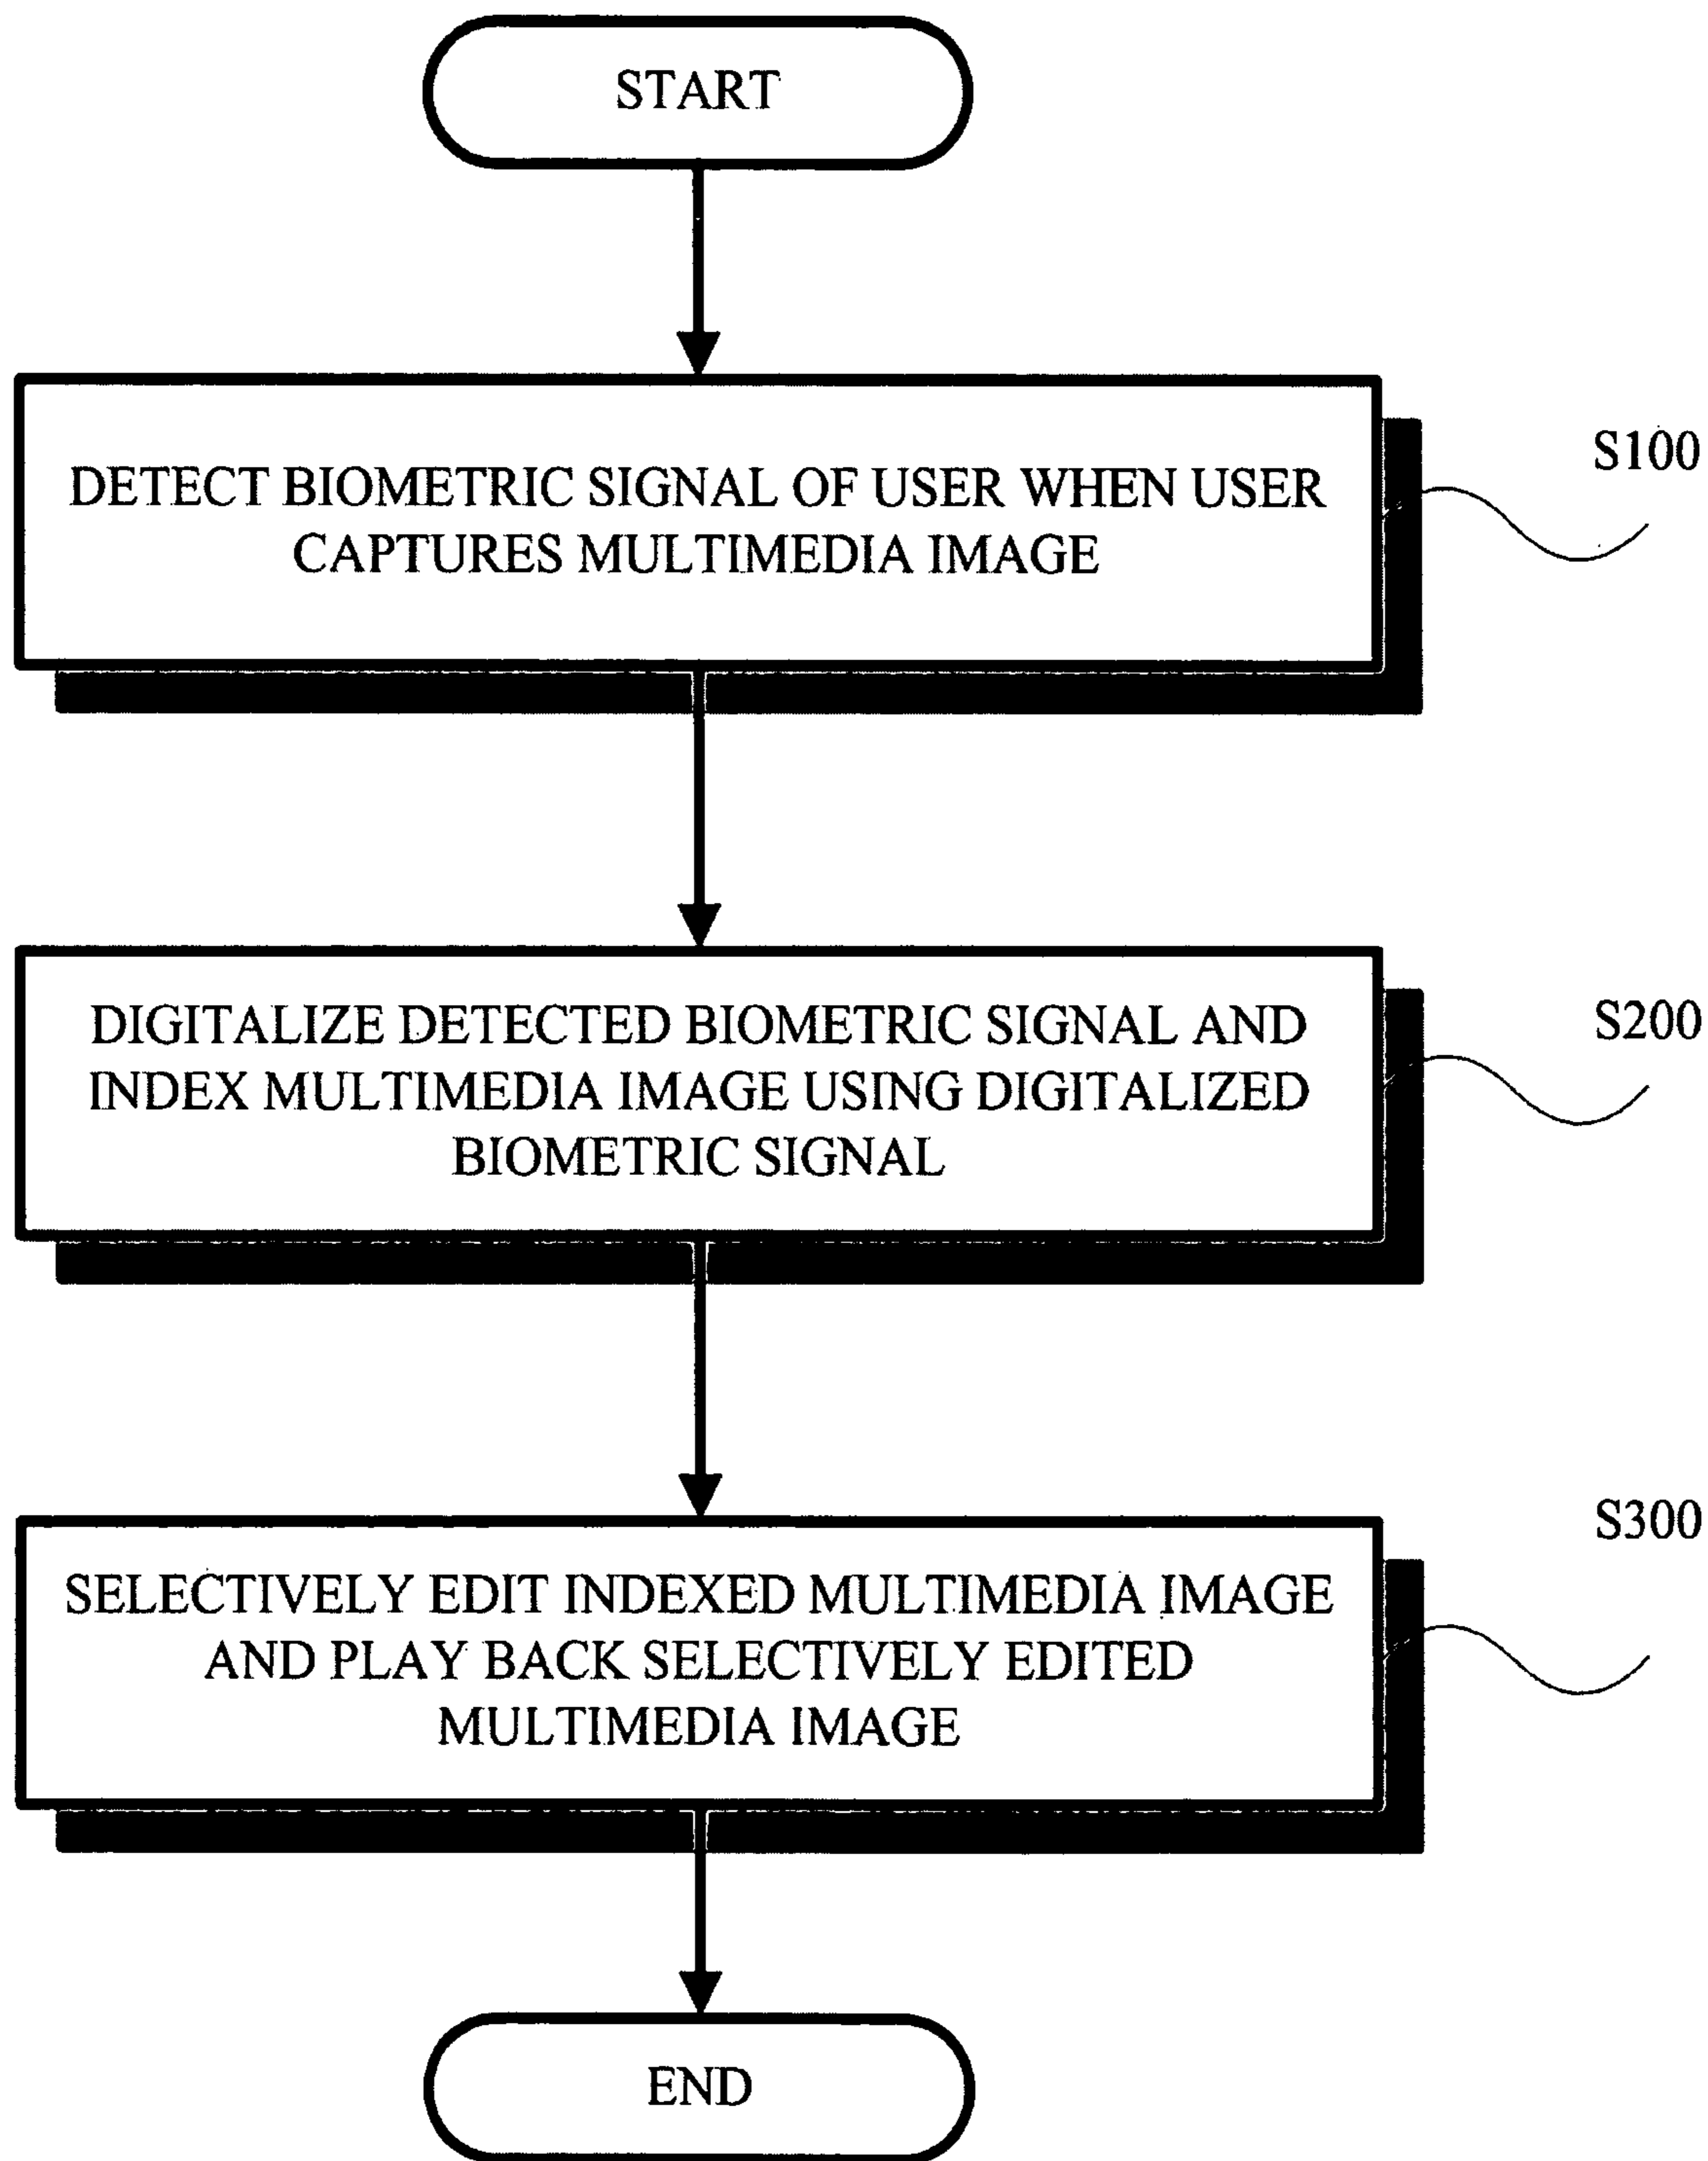 START
S100
DETECT BIOMETRIC SIGNAL OF USER WHEN USER
CAPTURES MULTIMEDIA IMAGE
S200
DIGITALIZE DETECTED BIOMETRIC SIGNAL AND
INDEX MULTIMEDIA IMAGE USING DIGITALIZED
BIOMETRIC SIGNAL
S300
SELECTIVELY EDIT INDEXED MULTIMEDIA IMAGE
AND PLAY BACK SELECTIVELY EDITED
MULTIMEDIA IMAGE
END